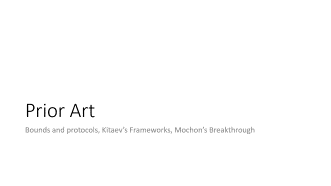 Prior Art
Bounds and protocols, Kitaev's Frameworks, Mochon's Breakthrough